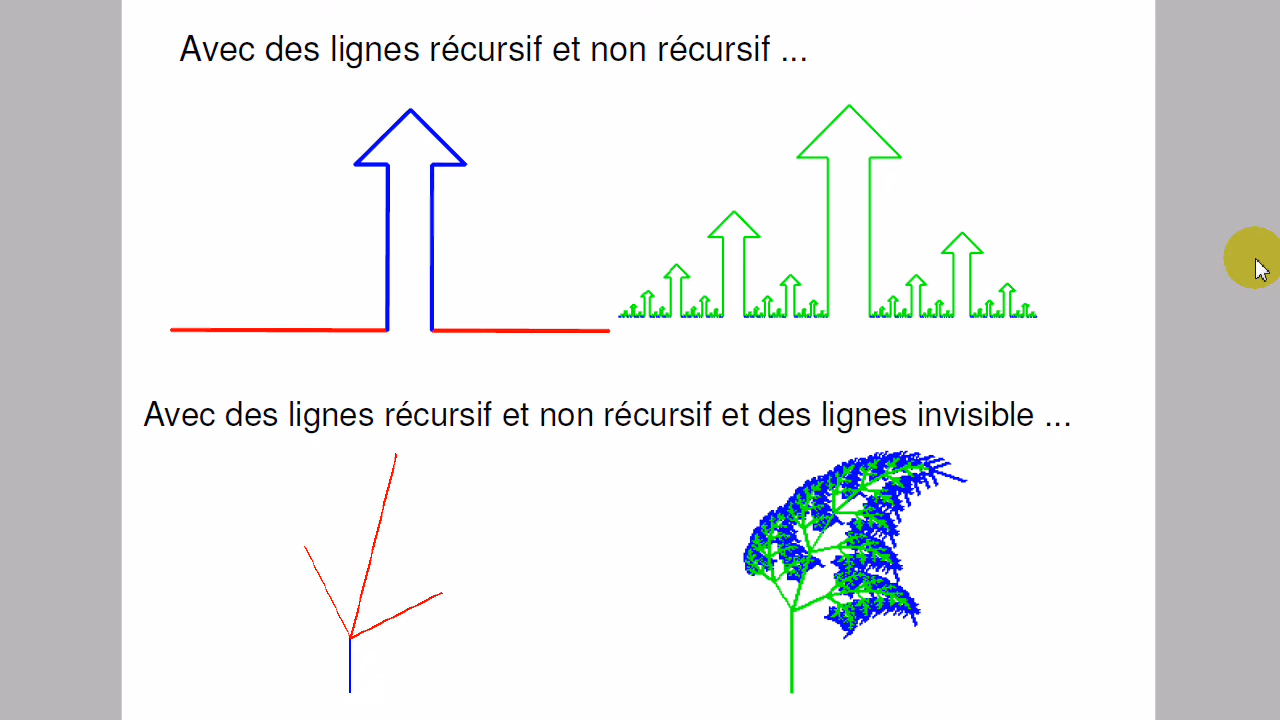 Avec des lignes récursif et non récursif ...
Avec des lignes récursif et non récursif et des lignes invisible ...